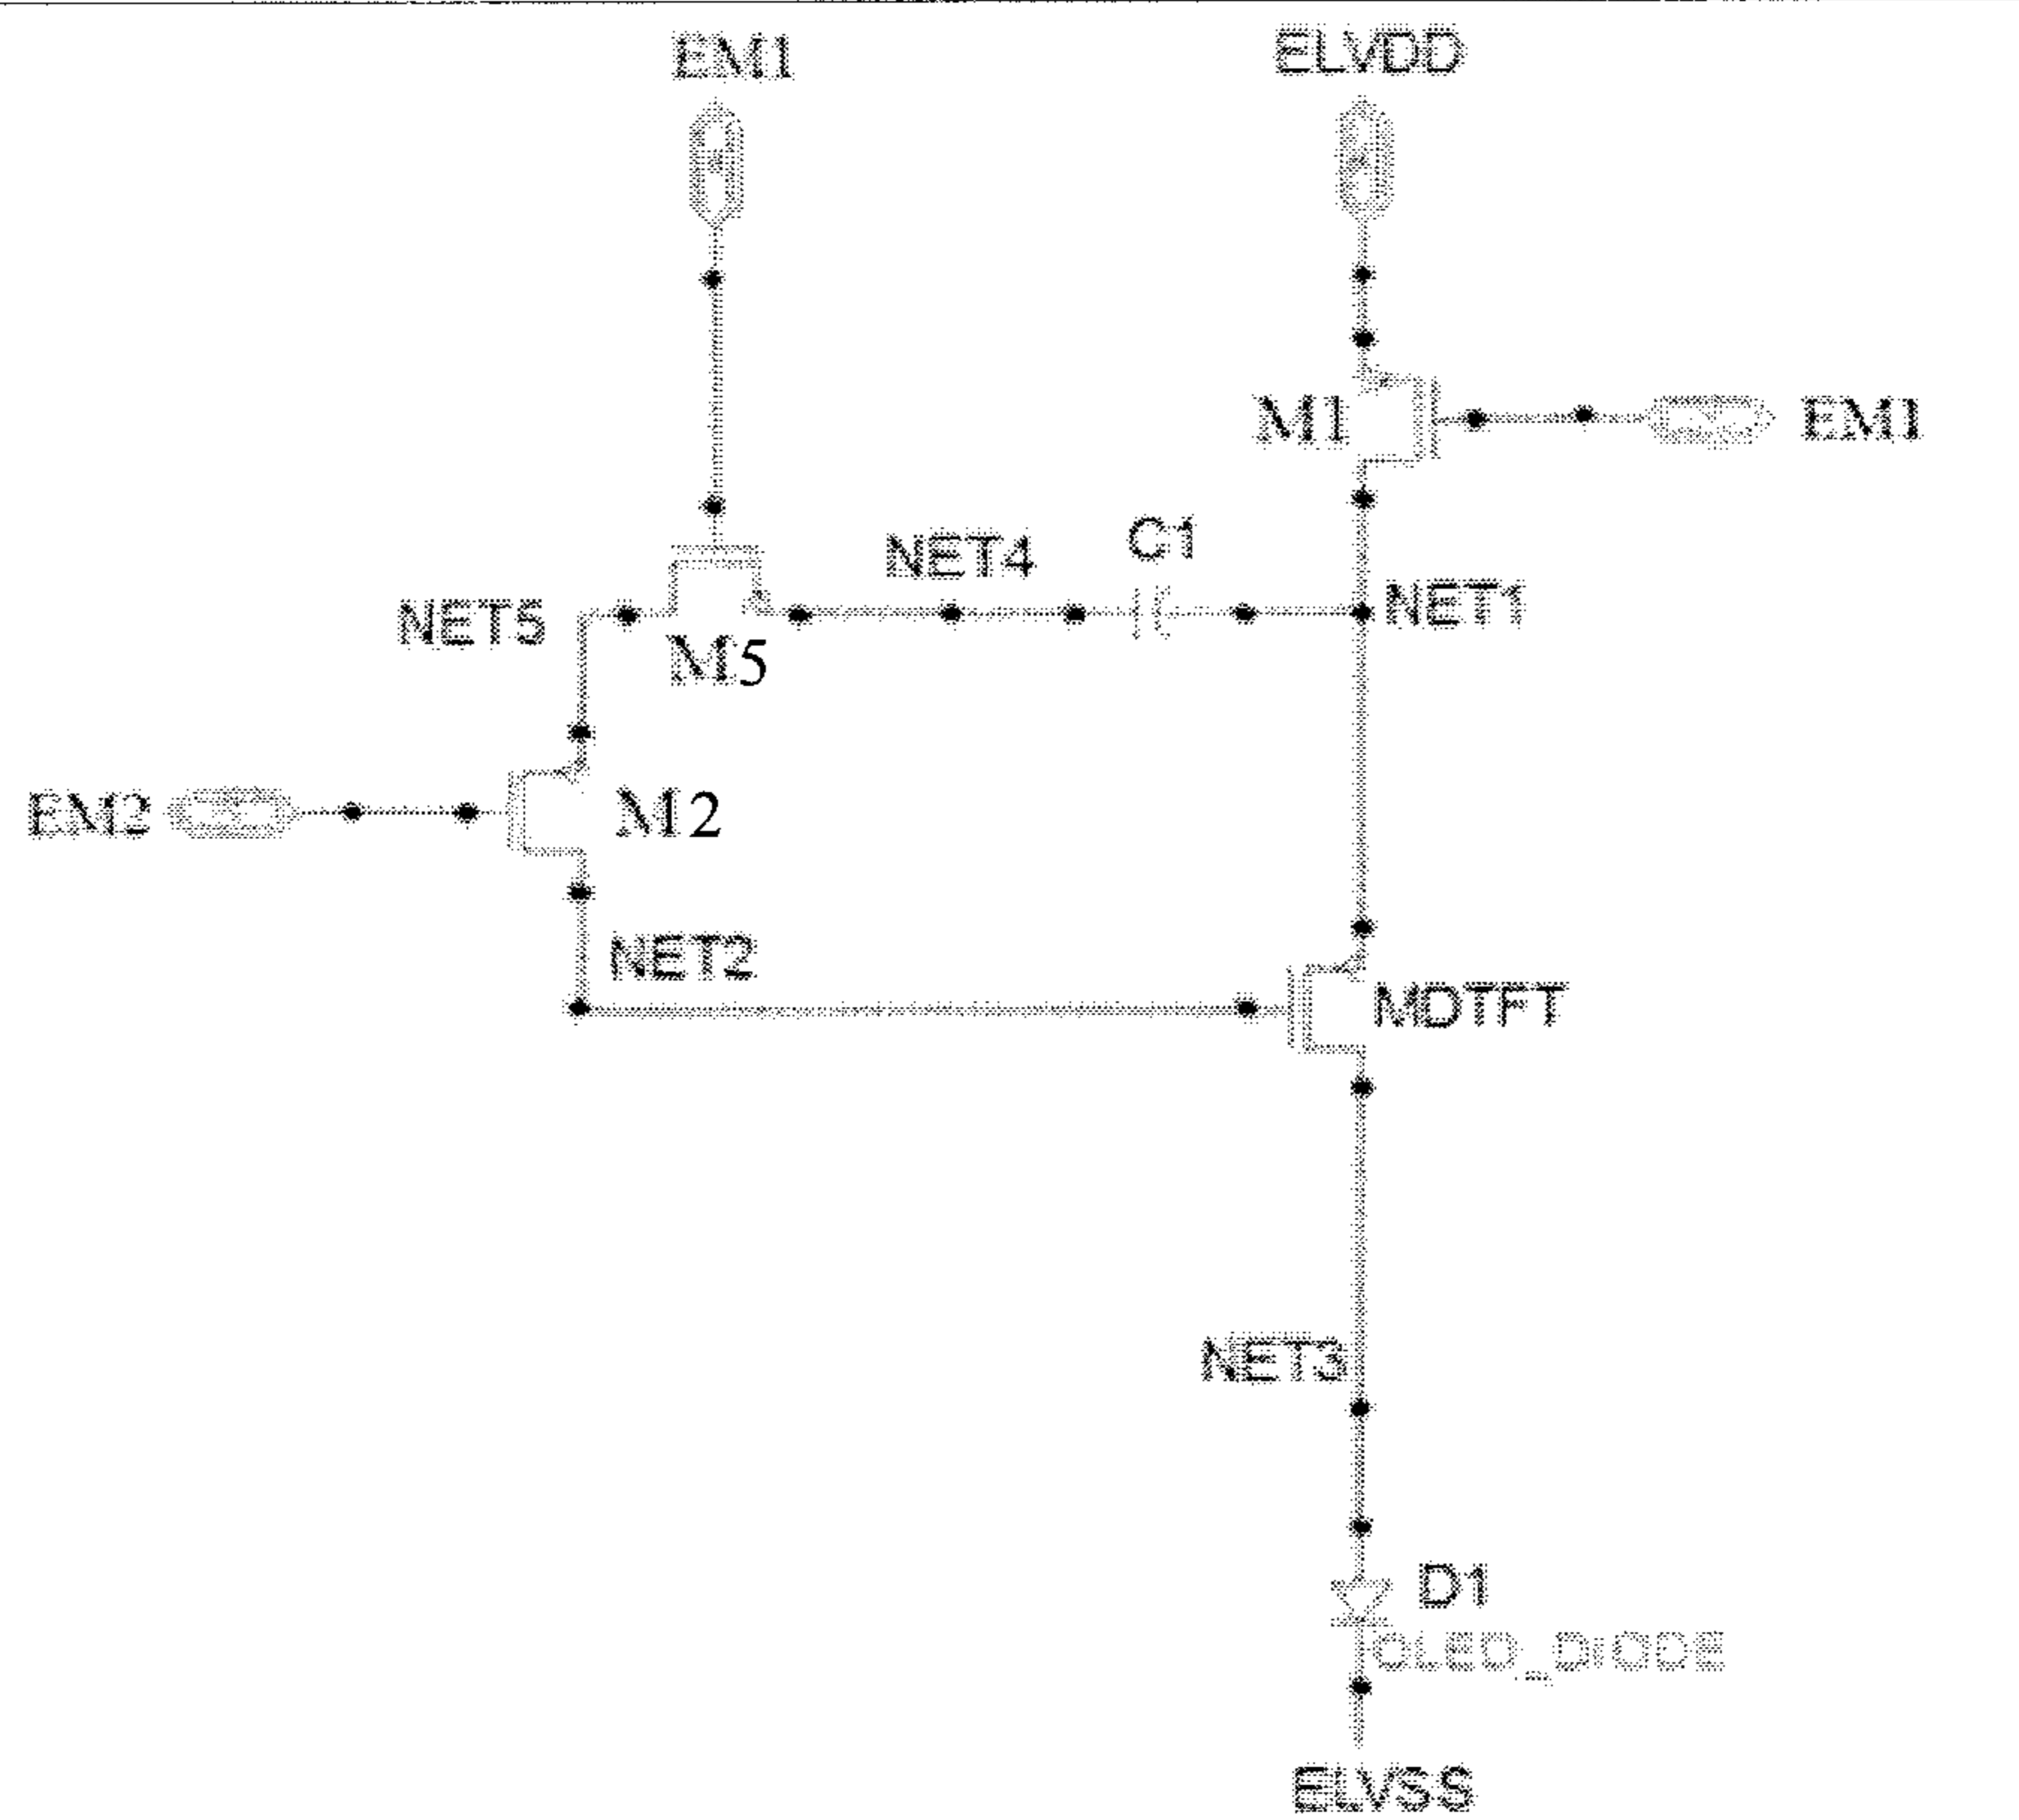 EM1
ELVDD
M1
EM1
C1
NET4
NET5
NET1
M5
EM2
M2
NET2
MDTFT
NET3
D1
OLED_DIODE
ELVSS